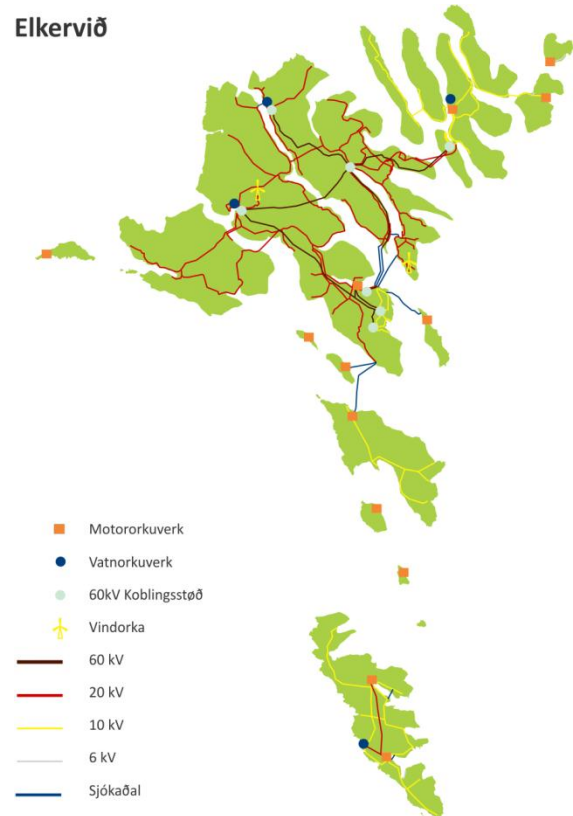 Elkervið
Motororkuverk
Vatnorkuverk
60kV Koblingsstøð
Vindorka
60 kV
20 kV
10 kV
6 kV
Sjókaðal